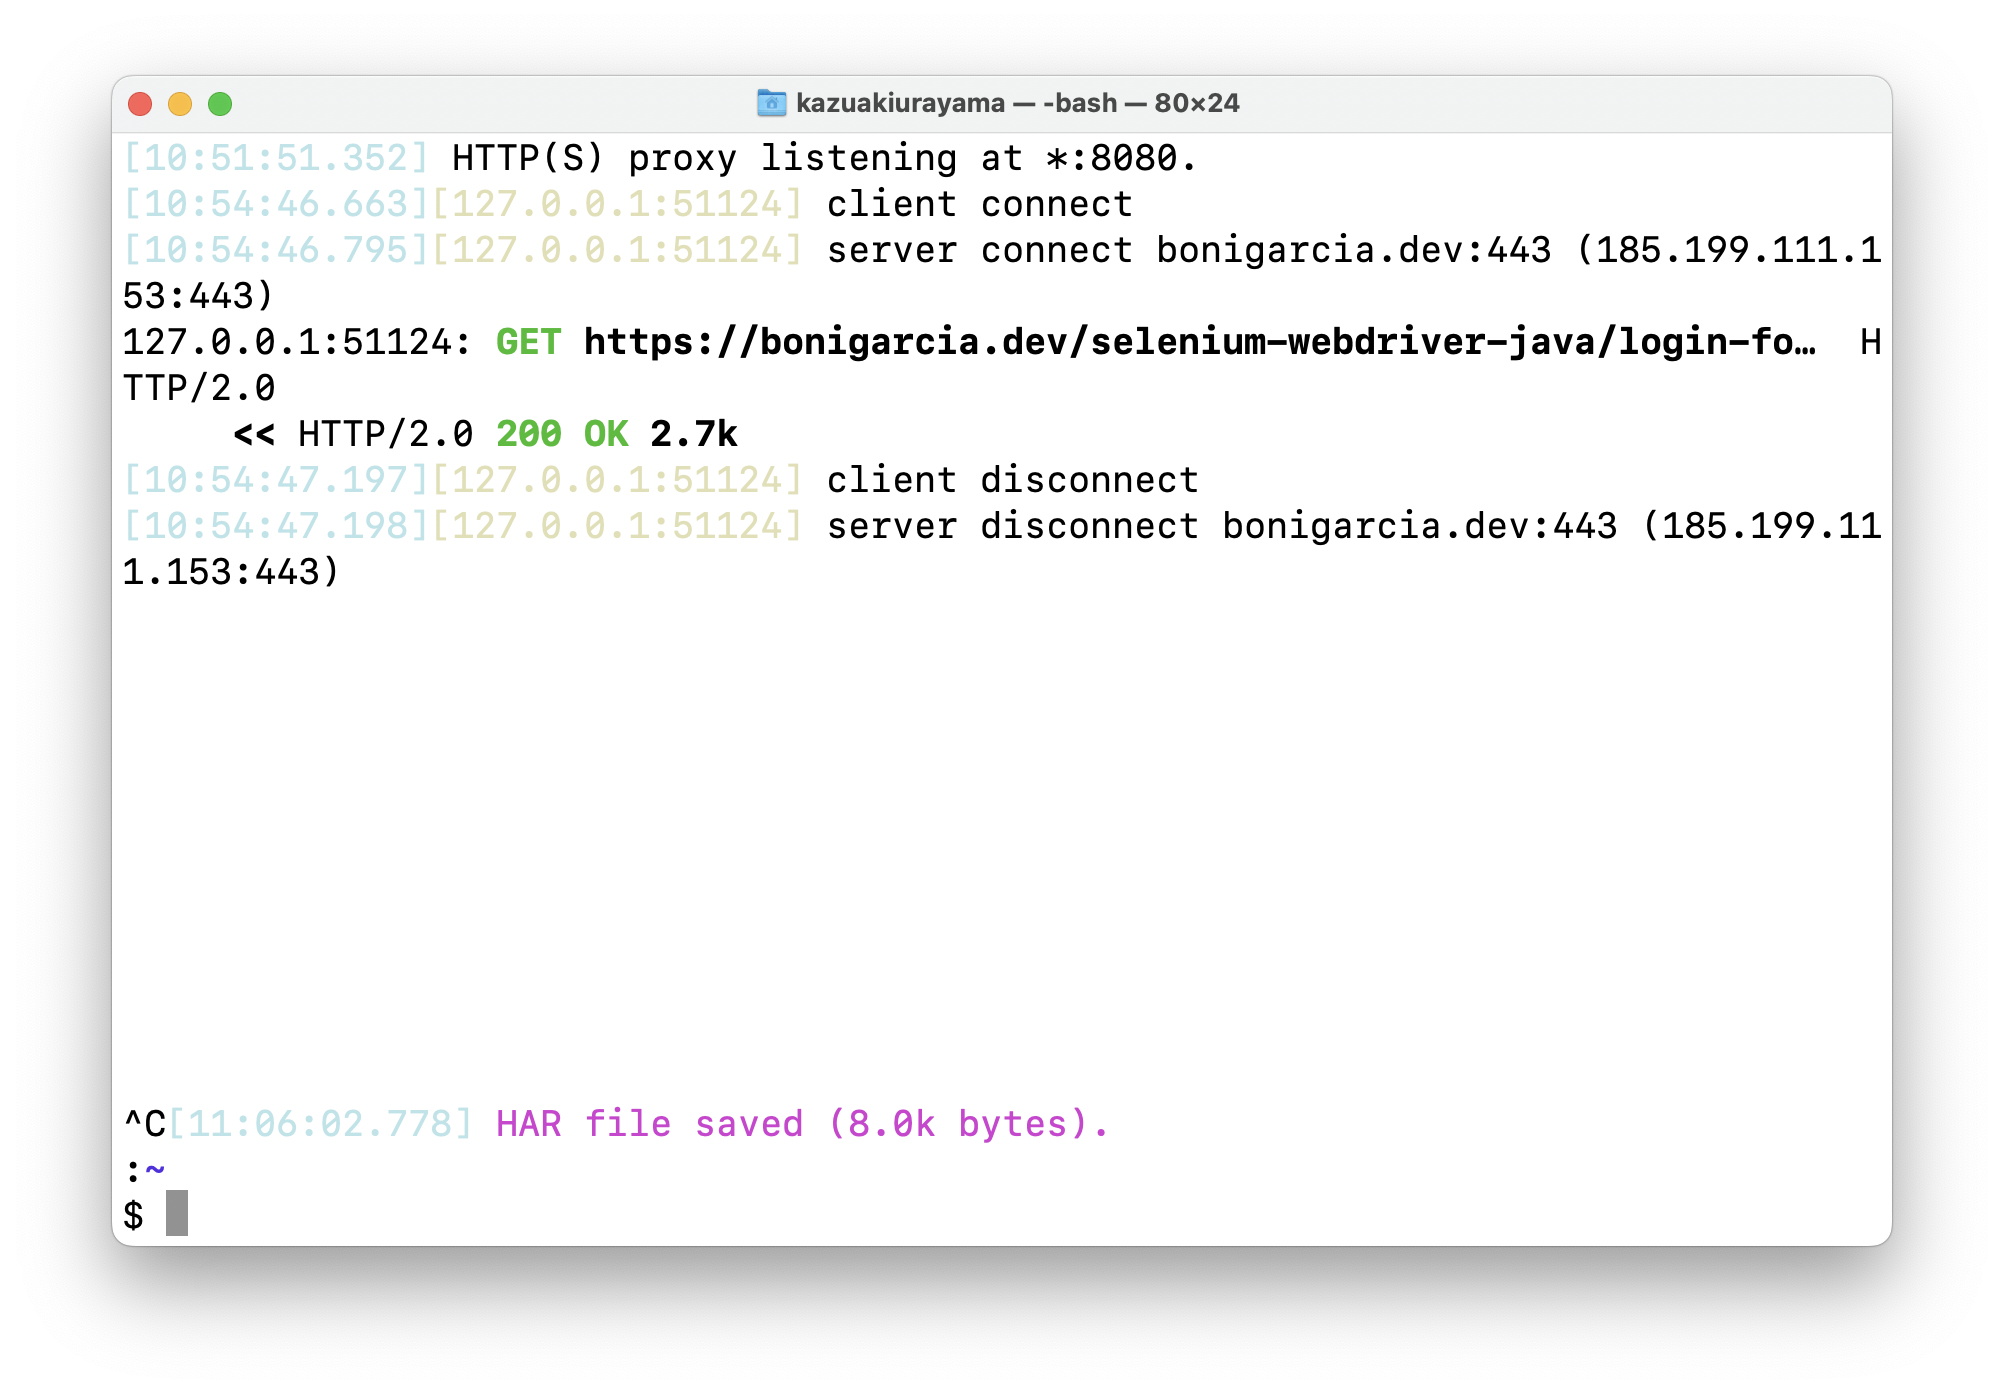 kazuakiurayama — -bash — 80×24
[10:51:51.352] HTTP(S) proxy listening at *:8080.
[10:54:46.663][127.0.0.1:51124] client connect
[10:54:46.795][127.0.0.1:51124] server connect bonigarcia.dev:443 (185.199.111.1
53:443)
127.0.0.1:51124: GET https://bonigarcia.dev/selenium-webdriver-java/login-fo…  H
TTP/2.0
     << HTTP/2.0 200 OK 2.7k
[10:54:47.197][127.0.0.1:51124] client disconnect
[10:54:47.198][127.0.0.1:51124] server disconnect bonigarcia.dev:443 (185.199.11
1.153:443)
^C[11:06:02.778] HAR file saved (8.0k bytes).
:~
$